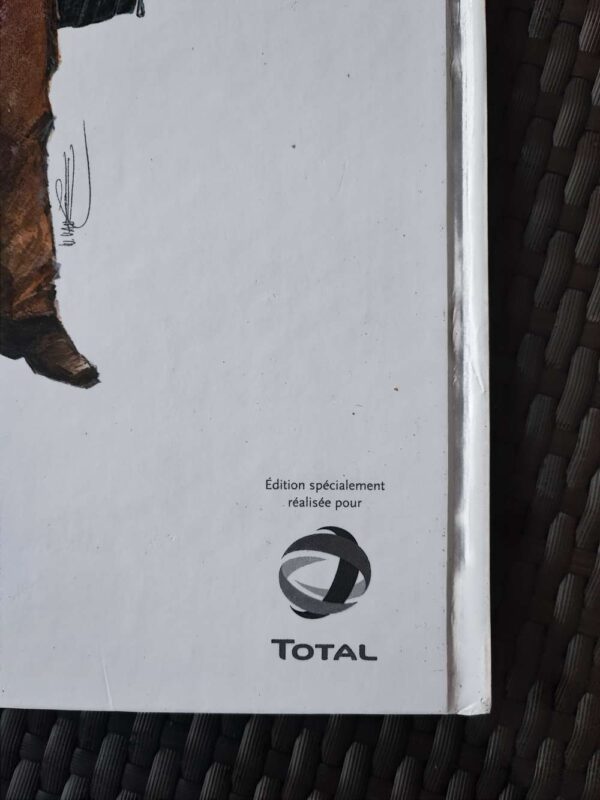 Édition spécialement
réalisée pour
TOTAL